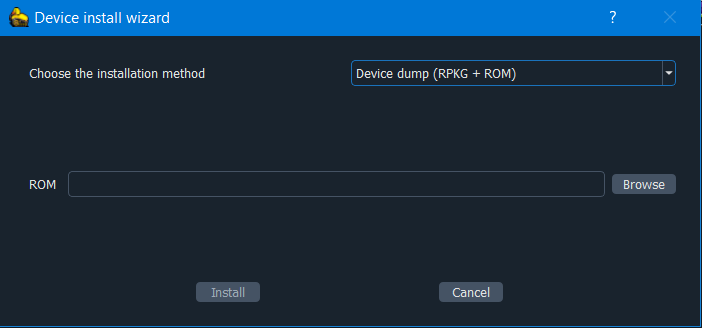 Device install wizard ?
Choose the installation method Device dump (RPKG + ROM)
ROM Browse
Install Cancel